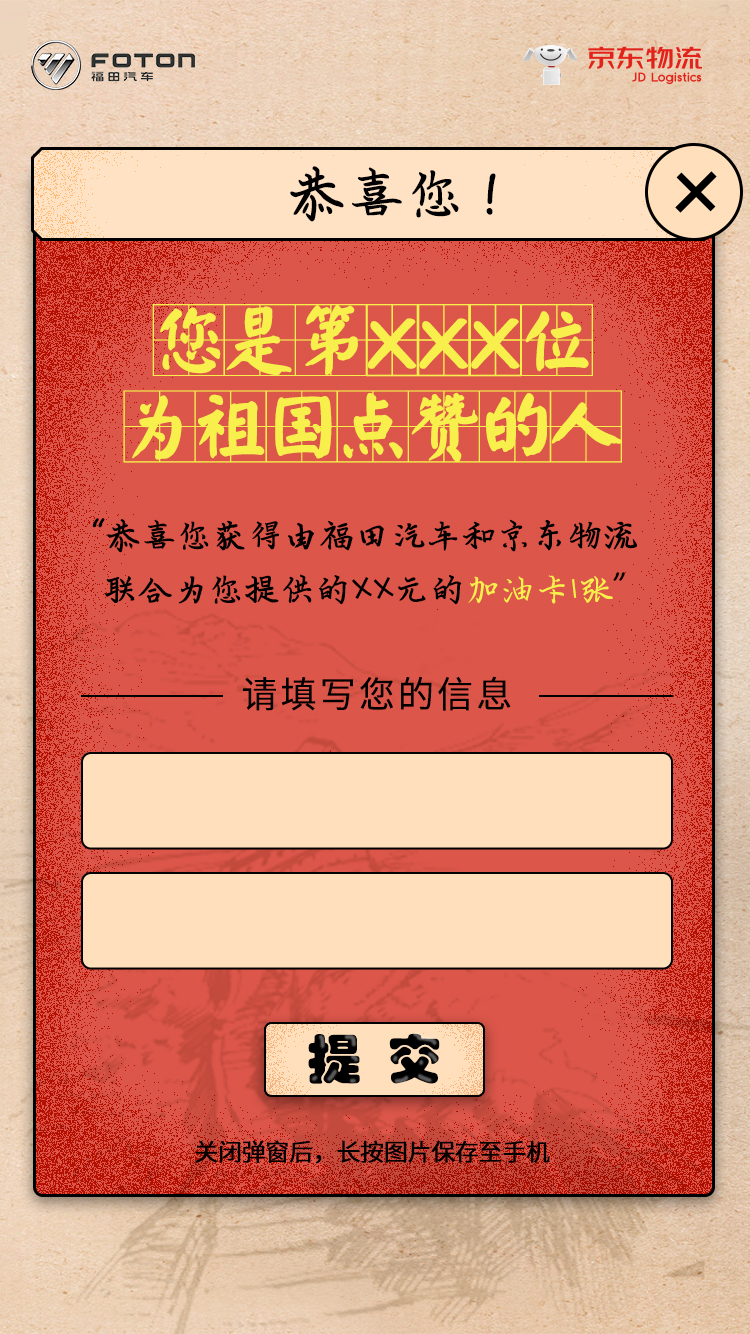 FOTON
福田汽车
京东物流
JD Logistics
恭喜您！
您是第XXX位
为祖国点赞的人
“恭喜您获得由福田汽车和京东物流
联合为您提供的XX元的加油卡1张”
请填写您的信息
提交
关闭弹窗后，长按图片保存至手机